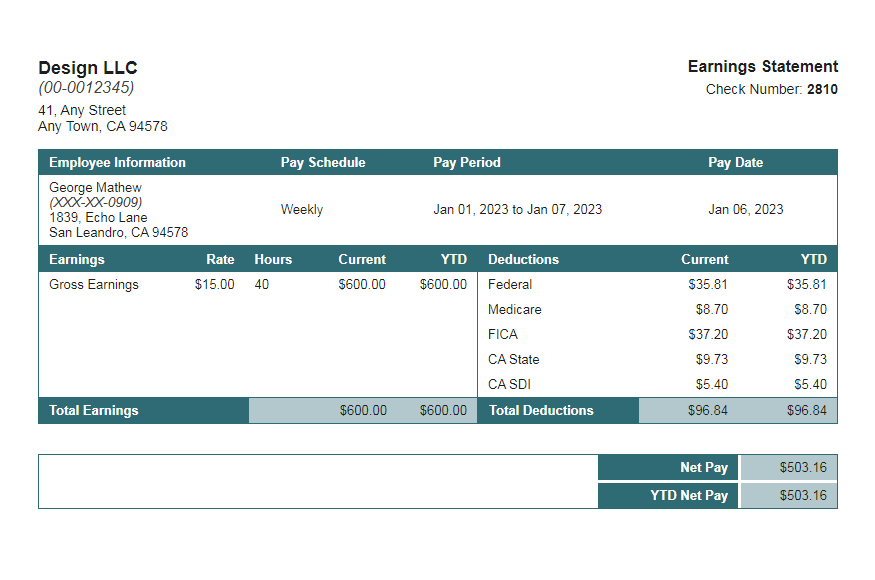 Design LLC
(00-0012345)
41, Any Street
Any Town, CA 94578
Earnings Statement
Check Number: 2810
Employee Information Pay Schedule Pay Period Pay Date
George Mathew
(XXX-XX-0909)
1839, Echo Lane
San Leandro, CA 94578
Weekly
Jan 01, 2023 to Jan 07, 2023
Jan 06, 2023
Earnings Rate Hours Current YTD Deductions Current YTD
Gross Earnings $15.00 40 $600.00 $600.00 Federal $35.81 $35.81
Medicare $8.70 $8.70
FICA $37.20 $37.20
CA State $9.73 $9.73
CA SDI $5.40 $5.40
Total Earnings $600.00 $600.00 Total Deductions $96.84 $96.84
Net Pay $503.16
YTD Net Pay $503.16